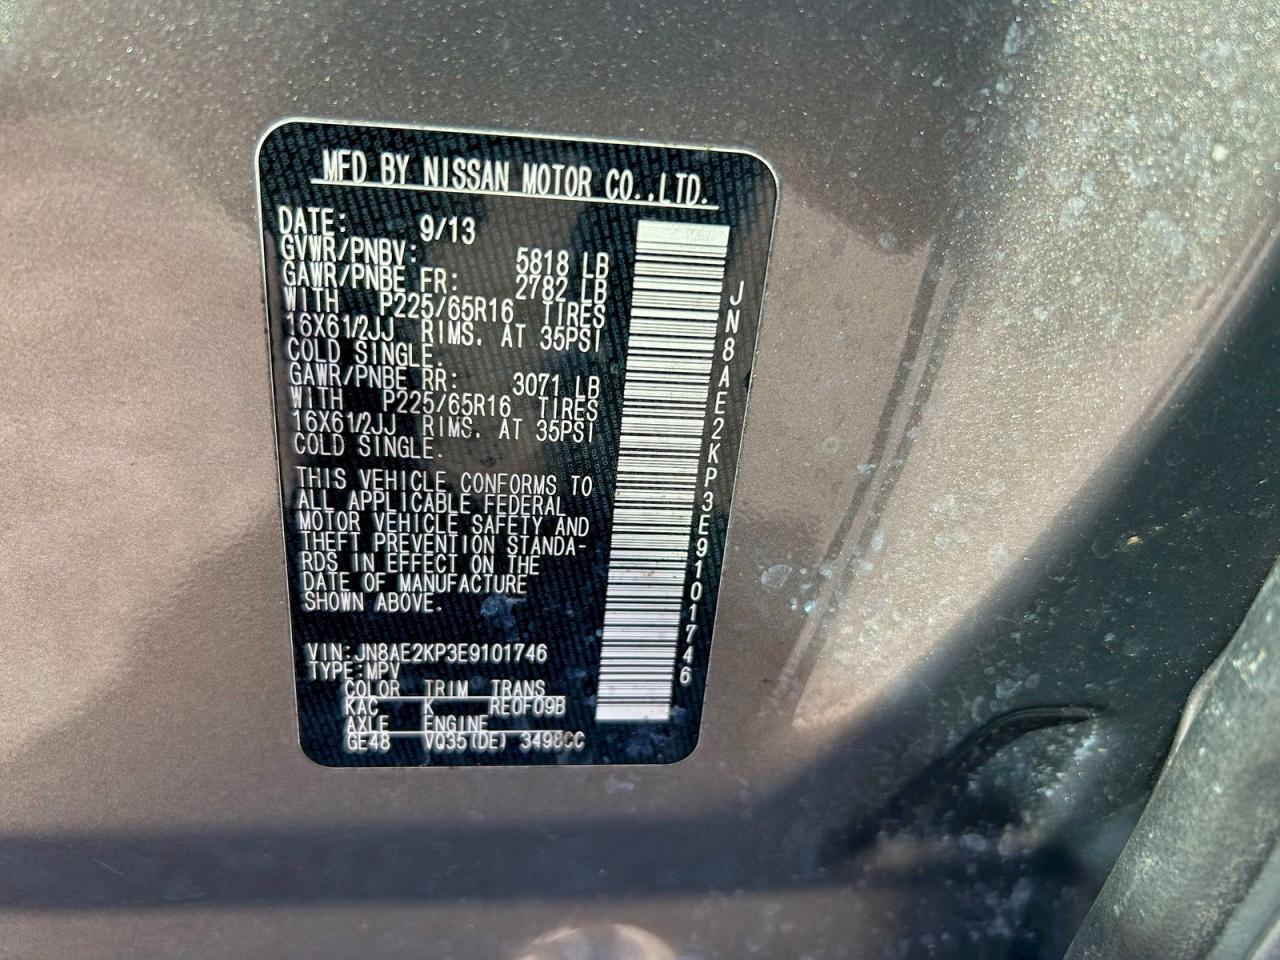 MFD BY NISSAN MOTOR CO.,LTD.
DATE: 9/13
GVWR/PNBV: 5818 LB
GAWR/PNBE FR: 2782 LB
WITH P225/65R16 TIRES
16X61/2JJ RIMS. AT 35PSI
COLD SINGLE.
GAWR/PNBE RR: 3071 LB
WITH P225/65R16 TIRES
16X61/2JJ RIMS. AT 35PSI
COLD SINGLE.
THIS VEHICLE CONFORMS TO
ALL APPLICABLE FEDERAL
MOTOR VEHICLE SAFETY AND
THEFT PREVENTION STANDA-
RDS IN EFFECT ON THE
DATE OF MANUFACTURE
SHOWN ABOVE.
VIN:JN8AE2KP3E9101746
TYPE:MPV
COLOR TRIM TRANS
KAC K RE0F09B
AXLE ENGINE
GE48 VQ35(DE) 3498CC
JN8AE2KP3E9101746